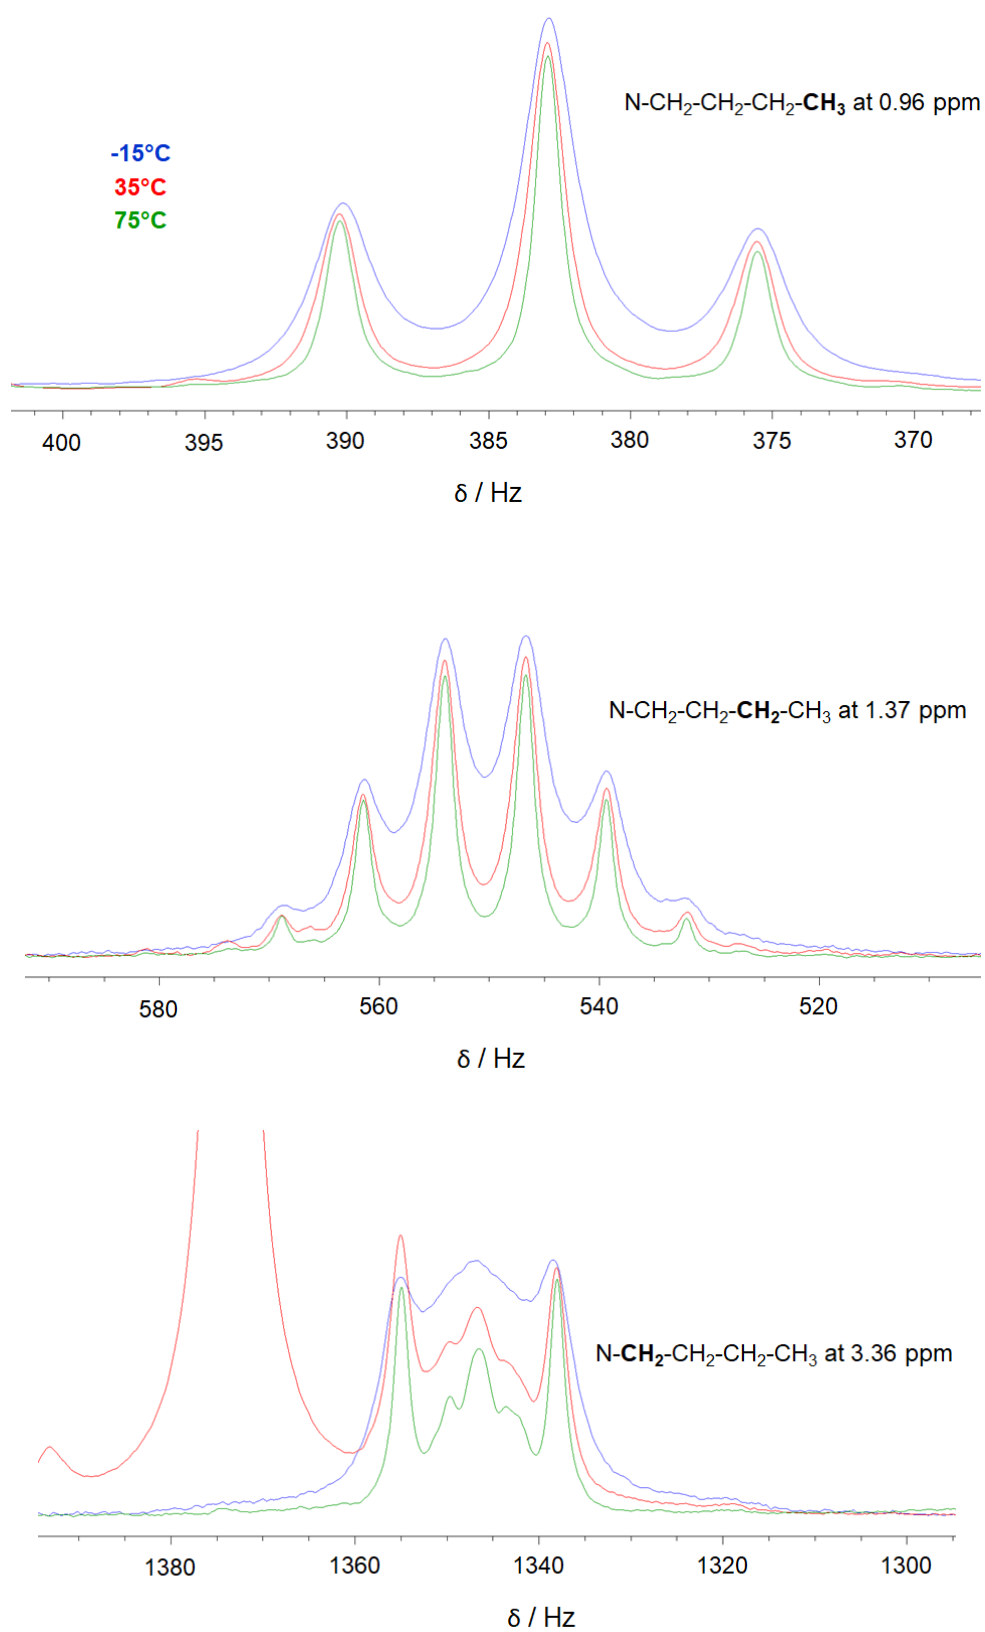 N-CH₂-CH₂-CH₂-CH₃ at 0.96 ppm
-15°C
35°C
75°C
400 395 390 385 380 375 370
δ / Hz
N-CH₂-CH₂-CH₂-CH₃ at 1.37 ppm
580 560 540 520
δ / Hz
N-CH₂-CH₂-CH₂-CH₃ at 3.36 ppm
1380 1360 1340 1320 1300
δ / Hz